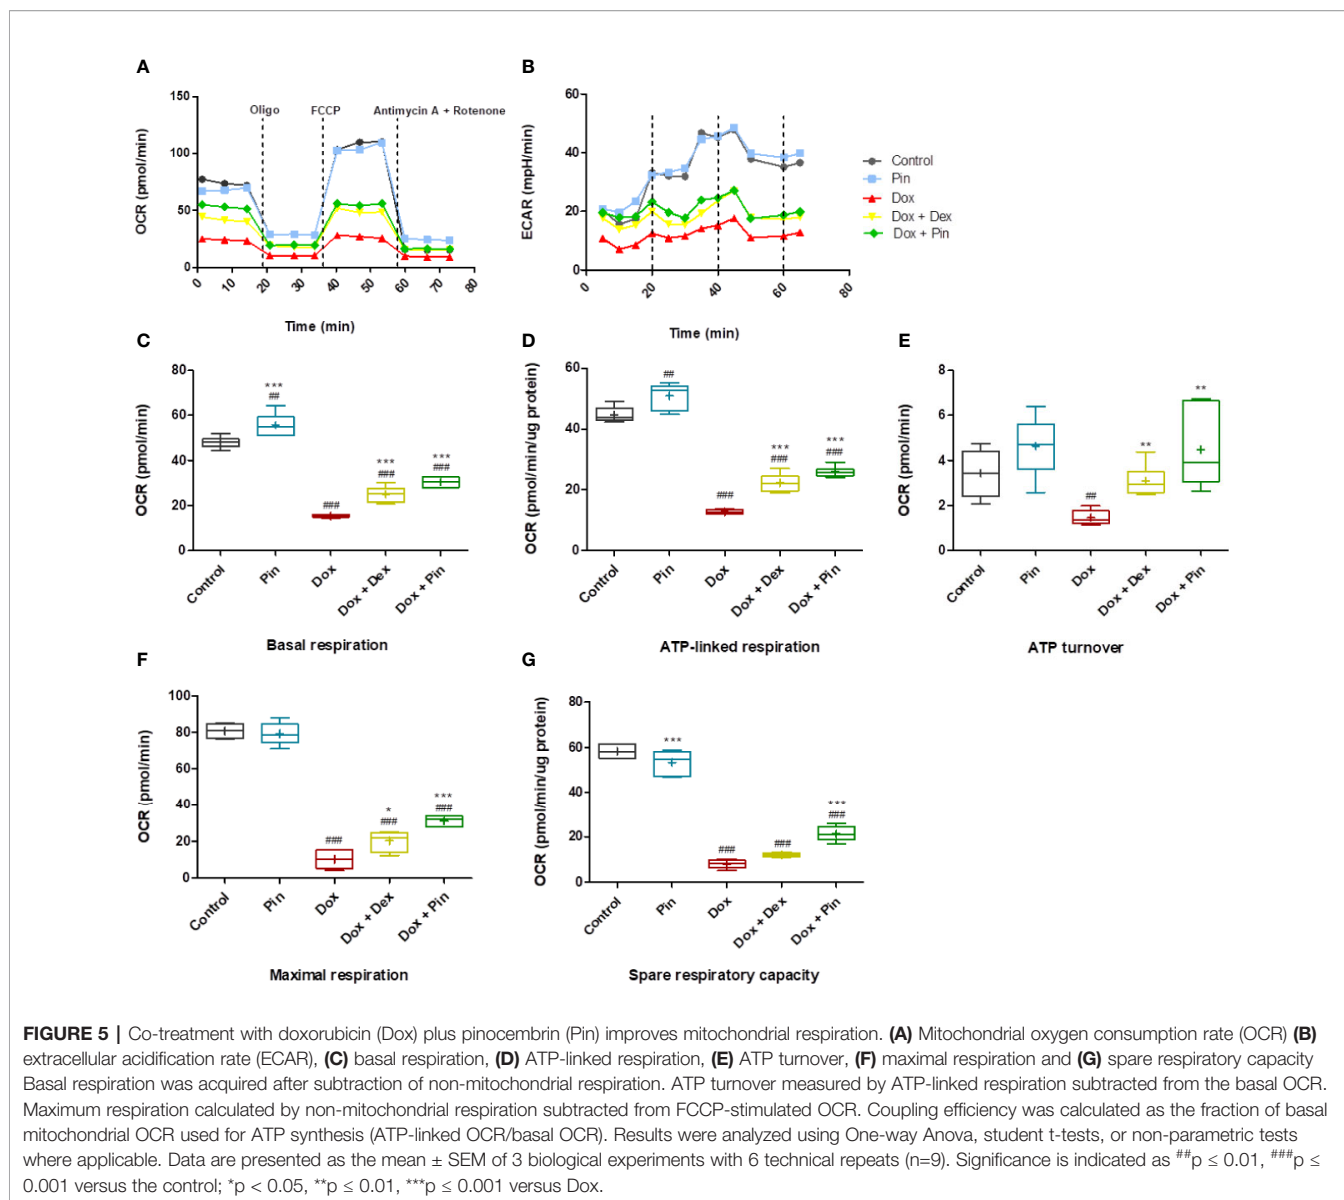 A
OCR (pmol/min)
150
100
50
0
Oligo
FCCP
Antimycin A + Rotenone
0
10
20
30
40
50
60
70
80
Time (min)
B
ECAR (mpH/min)
60
40
20
0
0
20
40
60
80
Time (min)
Control
Pin
Dox
Dox + Dex
Dox + Pin
C
OCR (pmol/min)
80
60
40
20
0
***
##
###
***
###
***
###
Control
Pin
Dox
Dox + Dex
Dox + Pin
Basal respiration
D
OCR (pmol/min/ug protein)
60
40
20
0
##
###
***
###
***
###
Control
Pin
Dox
Dox + Dex
Dox + Pin
ATP-linked respiration
E
OCR (pmol/min)
8
6
4
2
0
##
**
**
Control
Pin
Dox
Dox + Dex
Dox + Pin
ATP turnover
F
OCR (pmol/min)
100
80
60
40
20
0
###
*
###
***
###
Control
Pin
Dox
Dox + Dex
Dox + Pin
Maximal respiration
G
OCR (pmol/min/ug protein)
80
60
40
20
0
***
###
###
***
###
Control
Pin
Dox
Dox + Dex
Dox + Pin
Spare respiratory capacity
FIGURE 5 | Co-treatment with doxorubicin (Dox) plus pinocembrin (Pin) improves mitochondrial respiration. (A) Mitochondrial oxygen consumption rate (OCR) (B)
extracellular acidification rate (ECAR), (C) basal respiration, (D) ATP-linked respiration, (E) ATP turnover, (F) maximal respiration and (G) spare respiratory capacity
Basal respiration was acquired after subtraction of non-mitochondrial respiration. ATP turnover measured by ATP-linked respiration subtracted from the basal OCR.
Maximum respiration calculated by non-mitochondrial respiration subtracted from FCCP-stimulated OCR. Coupling efficiency was calculated as the fraction of basal
mitochondrial OCR used for ATP synthesis (ATP-linked OCR/basal OCR). Results were analyzed using One-way Anova, student t-tests, or non-parametric tests
where applicable. Data are presented as the mean ± SEM of 3 biological experiments with 6 technical repeats (n=9). Significance is indicated as ##p ≤ 0.01, ###p ≤
0.001 versus the control; *p < 0.05, **p ≤ 0.01, ***p ≤ 0.001 versus Dox.